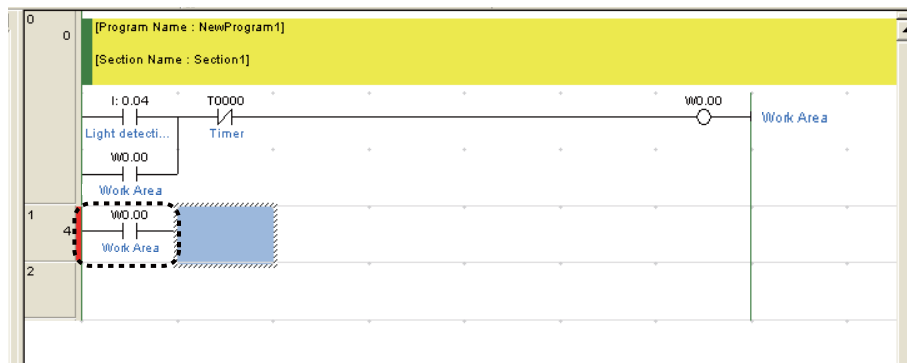 0
0
[Program Name : NewProgram1]
[Section Name : Section1]
I: 0.04
T0000
W0.00
Light detecti...
Timer
Work Area
W0.00
Work Area
1
4
W0.00
Work Area
2